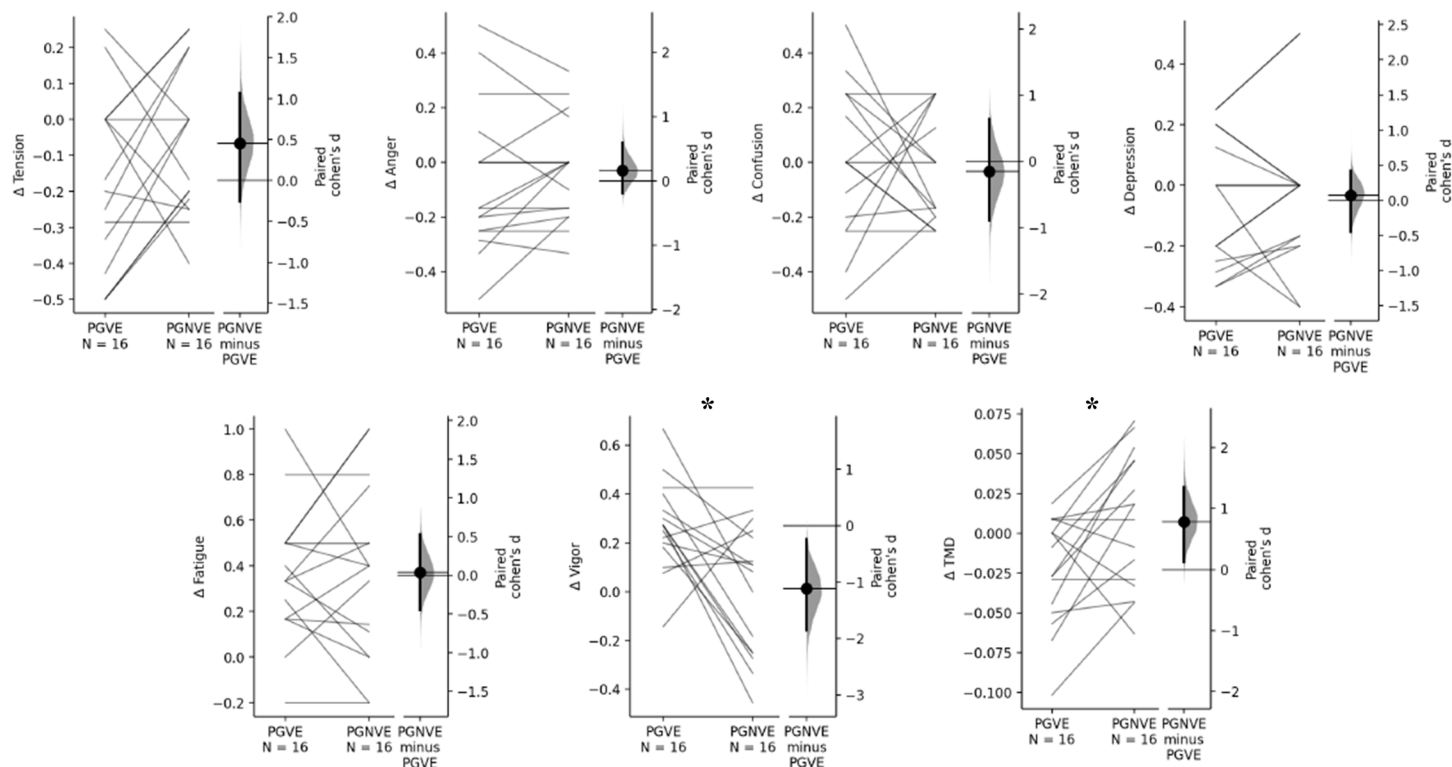 Δ Tension
0.2
0.1
0.0
−0.1
−0.2
−0.3
−0.4
−0.5
PGVE
N = 16
PGNVE
N = 16
PGNVE
minus
PGVE
2.0
1.5
1.0
0.5
0.0
−0.5
−1.0
−1.5
Paired
cohen's d
Δ Anger
0.4
0.2
0.0
−0.2
−0.4
PGVE
N = 16
PGNVE
N = 16
PGNVE
minus
PGVE
2
1
0
−1
−2
Paired
cohen's d
Δ Confusion
0.4
0.2
0.0
−0.2
−0.4
PGVE
N = 16
PGNVE
N = 16
PGNVE
minus
PGVE
2
1
0
−1
−2
Paired
cohen's d
Δ Depression
0.4
0.2
0.0
−0.2
−0.4
PGVE
N = 16
PGNVE
N = 16
PGNVE
minus
PGVE
2.5
2.0
1.5
1.0
0.5
0.0
−0.5
−1.0
−1.5
Paired
cohen's d
Δ Fatigue
1.0
0.8
0.6
0.4
0.2
0.0
−0.2
PGVE
N = 16
PGNVE
N = 16
PGNVE
minus
PGVE
2.0
1.5
1.0
0.5
0.0
−0.5
−1.0
−1.5
Paired
cohen's d
*
Δ Vigor
0.6
0.4
0.2
0.0
−0.2
−0.4
PGVE
N = 16
PGNVE
N = 16
PGNVE
minus
PGVE
1
0
−1
−2
−3
Paired
cohen's d
*
Δ TMD
0.075
0.050
0.025
0.000
−0.025
−0.050
−0.075
−0.100
PGVE
N = 16
PGNVE
N = 16
PGNVE
minus
PGVE
2
1
0
−1
−2
Paired
cohen's d